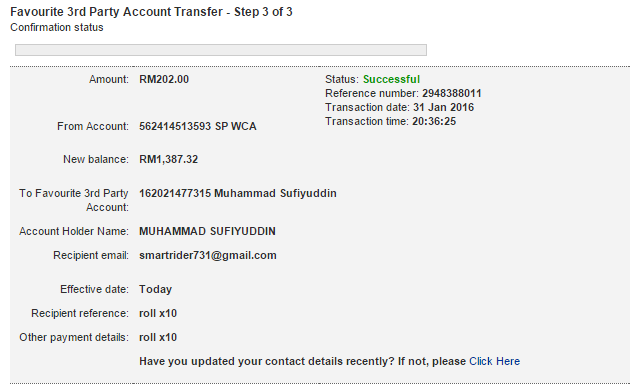 Favourite 3rd Party Account Transfer - Step 3 of 3
Confirmation status
Amount: RM202.00
Status: Successful
Reference number: 2948388011
Transaction date: 31 Jan 2016
Transaction time: 20:36:25
From Account: 562414513593 SP WCA
New balance: RM1,387.32
To Favourite 3rd Party 162021477315 Muhammad Sufiyuddin
Account:
Account Holder Name: MUHAMMAD SUFIYUDDIN
Recipient email: smartrider731@gmail.com
Effective date: Today
Recipient reference: roll x10
Other payment details: roll x10
Have you updated your contact details recently? If not, please Click Here